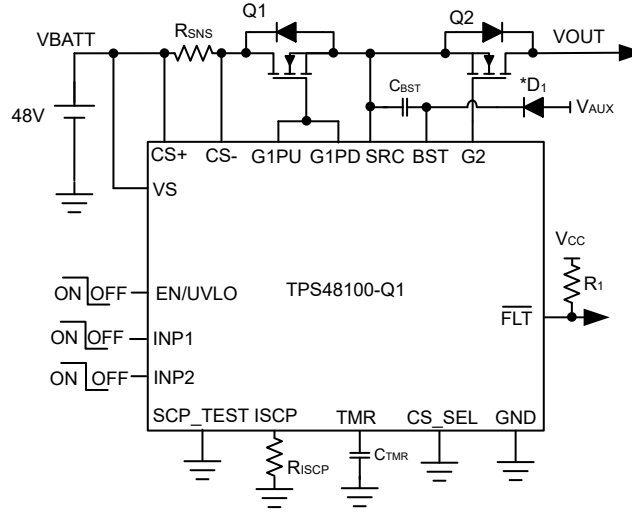 Q1
Q2
VBATT
RSNS
VOUT
CBST
*D1
VAUX
48V
CS+
CS-
G1PU
G1PD
SRC
BST
G2
VS
VCC
R1
ON OFF
EN/UVLO
TPS48100-Q1
FLT
ON OFF
INP1
ON OFF
INP2
SCP_TEST
ISCP
TMR
CS_SEL
GND
RISCP
CTMR